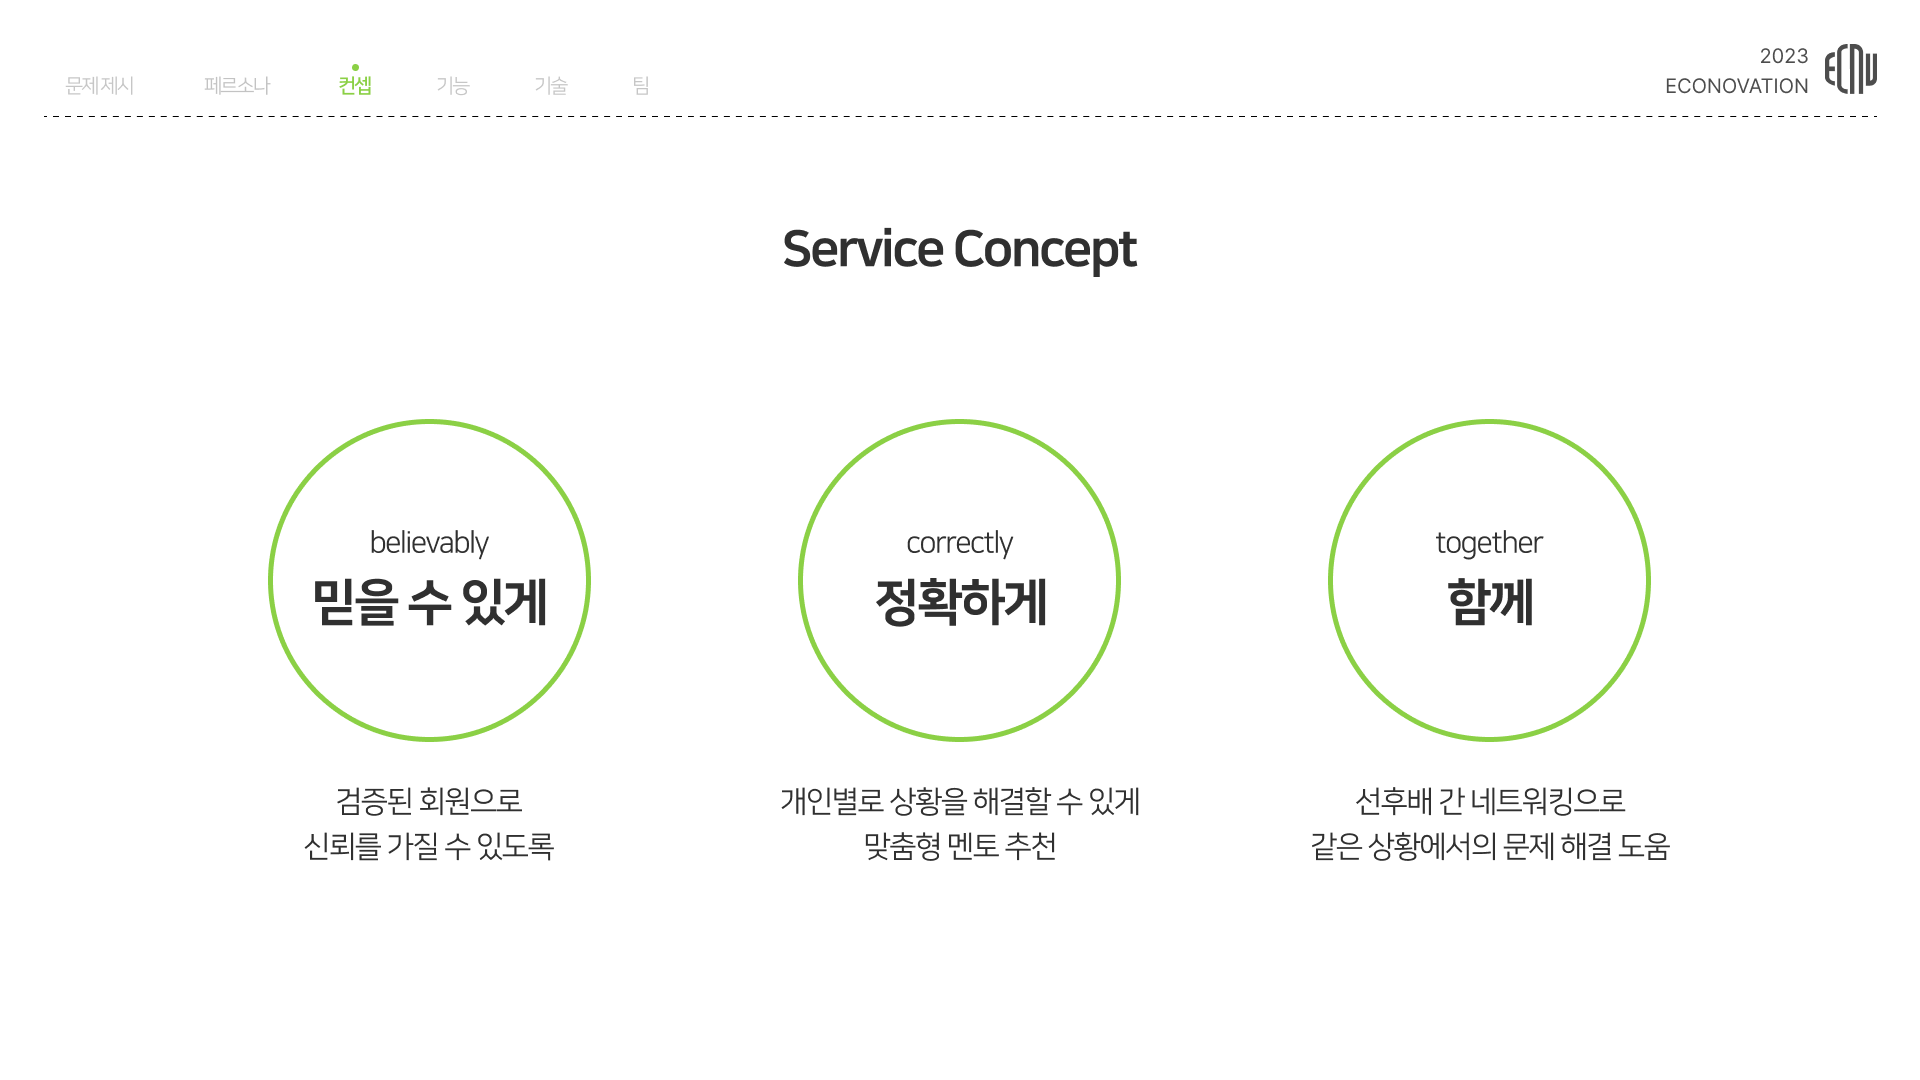 문제제시 페르소나 컨셉 기능 기술 팀
2023
ECONOVATION
Service Concept
believably
믿을 수 있게
검증된 회원으로
신뢰를 가질 수 있도록
correctly
정확하게
개인별로 상황을 해결할 수 있게
맞춤형 멘토 추천
together
함께
선후배 간 네트워킹으로
같은 상황에서의 문제 해결 도움